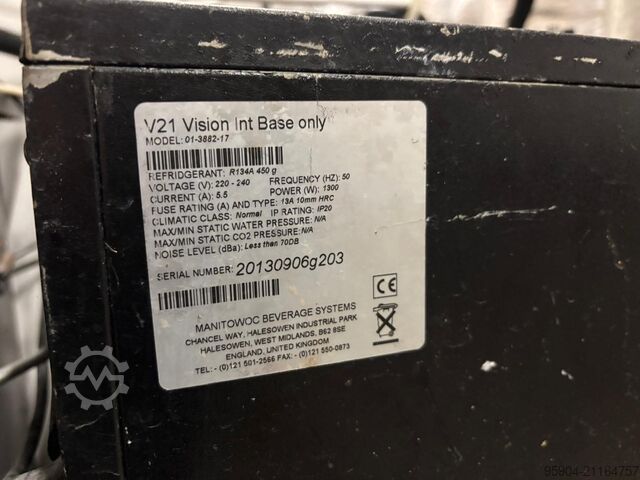 V21 Vision Int Base only
MODEL: 01-3882-17
REFRIDGERANT: R134A 450 g
VOLTAGE (V): 220 - 240 FREQUENCY (HZ): 50
CURRENT (A): 5.5 POWER (W): 1300
FUSE RATING (A) AND TYPE: 13A 10mm HRC
CLIMATIC CLASS: Normal IP RATING: IP20
MAX/MIN STATIC WATER PRESSURE: N/A
MAX/MIN STATIC CO2 PRESSURE: N/A
NOISE LEVEL (dBa): Less than 70DB
SERIAL NUMBER: 20130906g203
CE
MANITOWOC BEVERAGE SYSTEMS
CHANCEL WAY, HALESOWEN INDUSTRIAL PARK
HALESOWEN, WEST MIDLANDS, B62 8SE
ENGLAND, UNITED KINGDOM
TEL: - (0)121 501-2566 FAX: - (0)121 550-0873
95904-21164757